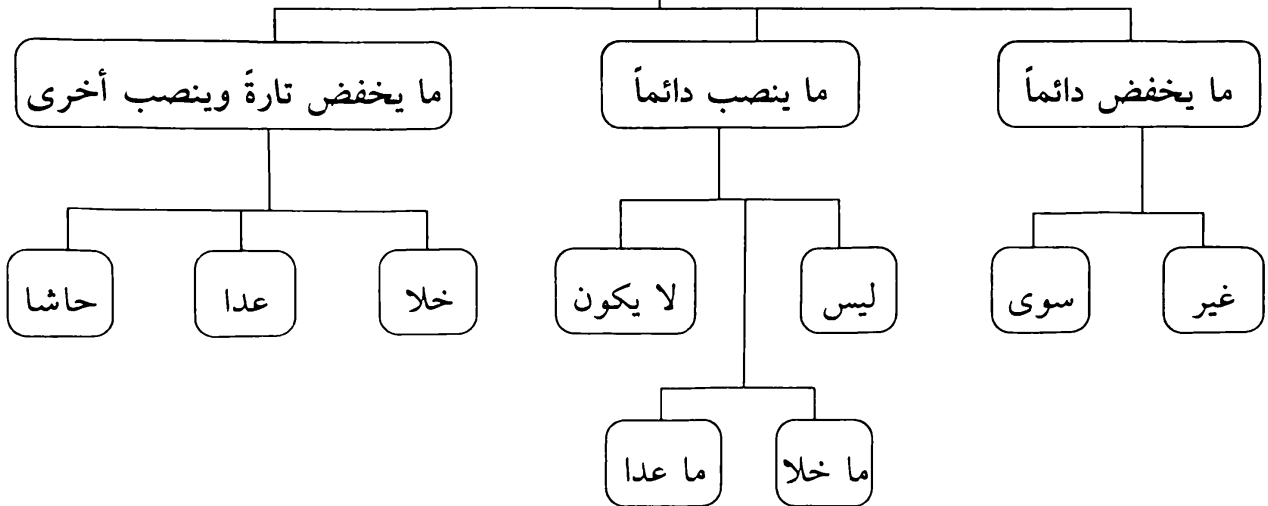 ما يخفض دائماً
ما ينصب دائماً
ما يخفض تارةً وينصب أخرى
غير
سوى
ليس
لا يكون
خلا
عدا
حاشا
ما خلا
ما عدا